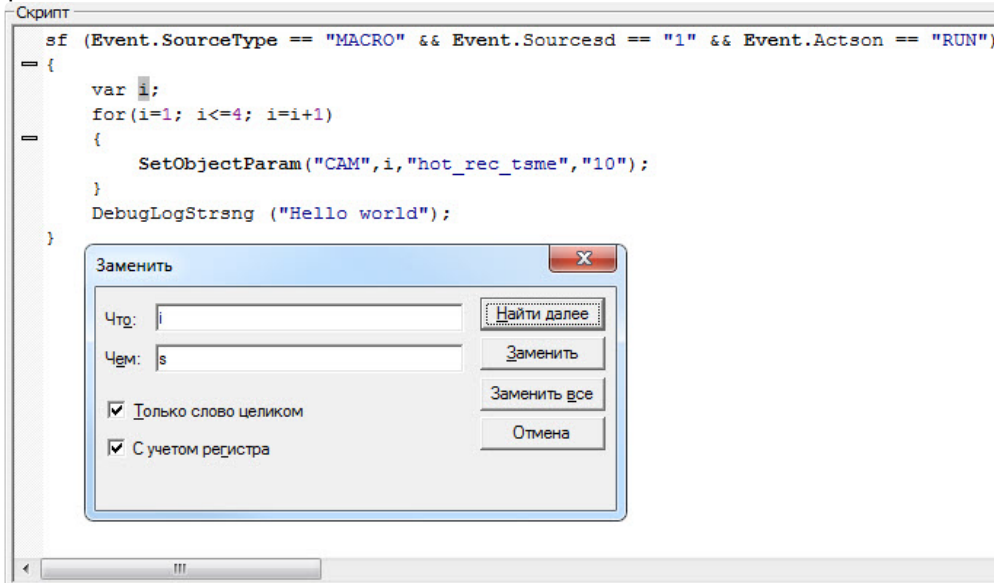 Скрипт
sf (Event.SourceType == "MACRO" && Event.Sourcesd == "1" && Event.Actson == "RUN")
{
var i;
for(i=1; i<=4; i=i+1)
{
SetObjectParam("CAM",i,"hot_rec_tsme","10");
}
DebugLogStrsng ("Hello world");
}
Заменить
Что: i
Найти далее
Чем: s
Заменить
Заменить все
Только слово целиком
Отмена
С учетом регистра